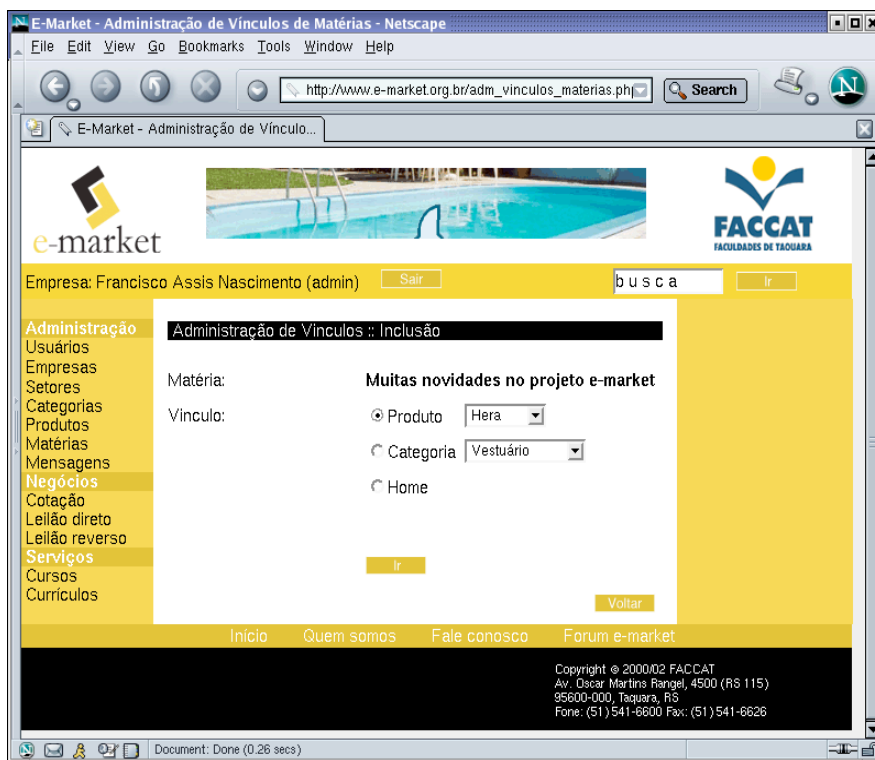 E-Market - Administração de Vínculos de Matérias - Netscape
File Edit View Go Bookmarks Tools Window Help
http://www.e-market.org.br/adm_vinculos_materias.php
Search
N
E-Market - Administração de Víncul­o...
e-market
FACCAT
FACULDADES DE TAQUARA
Empresa: Francisco Assis Nascimento (admin)
Sair
busca
Ir
Administração
Usuários
Empresas
Setores
Categorias
Produtos
Matérias
Mensagens
Negócios
Cotação
Leilão direto
Leilão reverso
Serviços
Cursos
Currículos
Administração de Vinculos :: Inclusão
Matéria: Muitas novidades no projeto e-market
Vinculo: Produto Hera
Categoria Vestuário
Home
Ir
Voltar
Início Quem somos Fale conosco Forum e-market
Copyright © 2000/02 FACCAT
Av. Oscar Martins Rangel, 4500 (RS 115)
95600-000, Taquara, RS
Fone: (51) 541-6600 Fax: (51) 541-6626
Document: Done (0.26 secs)